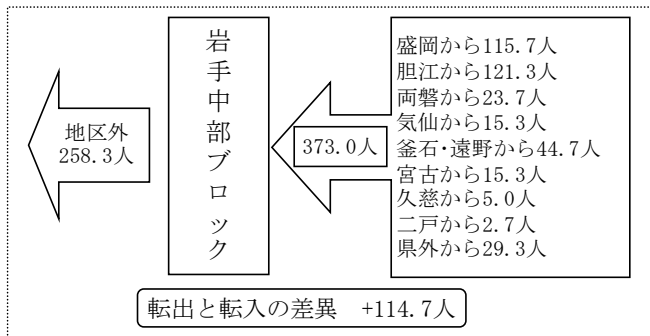 地区外
258.3人
岩手中部ブロック
373.0人
盛岡から115.7人
胆江から121.3人
両磐から23.7人
気仙から15.3人
釜石・遠野から44.7人
宮古から15.3人
久慈から5.0人
二戸から2.7人
県外から29.3人
転出と転入の差異 +114.7人